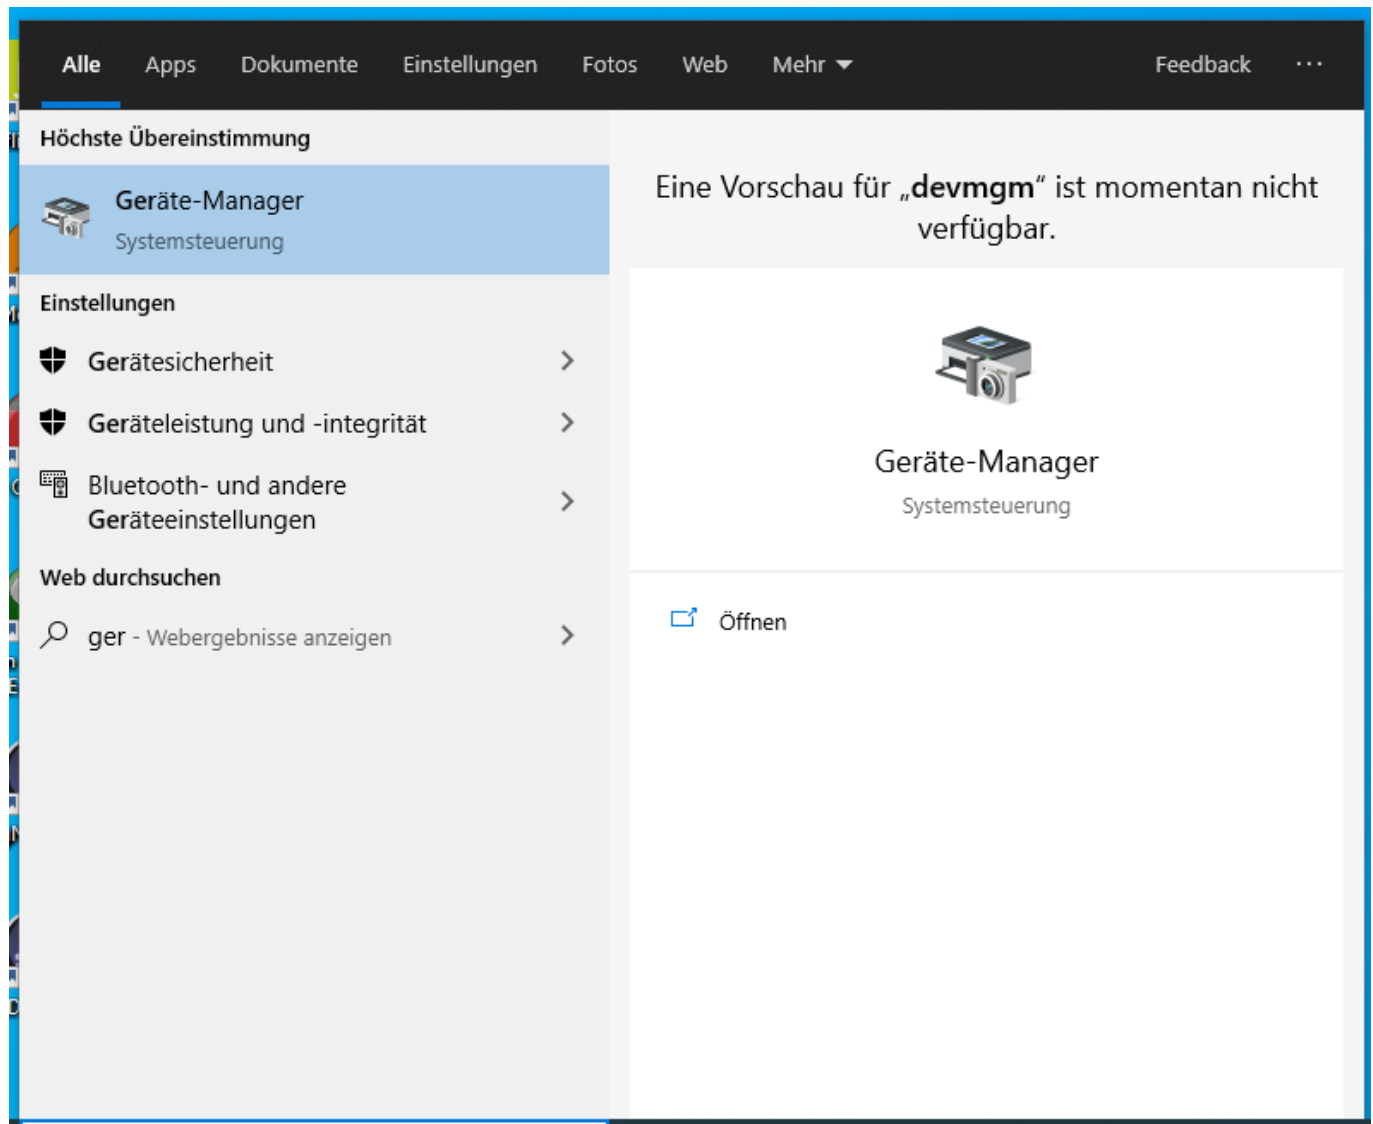 Alle Apps Dokumente Einstellungen Fotos Web Mehr Feedback ...
Höchste Übereinstimmung
Geräte-Manager
Systemsteuerung
Einstellungen
Gerätesicherheit
Geräteleistung und -integrität
Bluetooth- und andere
Geräteeinstellungen
Web durchsuchen
ger - Webergebnisse anzeigen
Eine Vorschau für „devmgm“ ist momentan nicht
verfügbar.
Geräte-Manager
Systemsteuerung
Öffnen